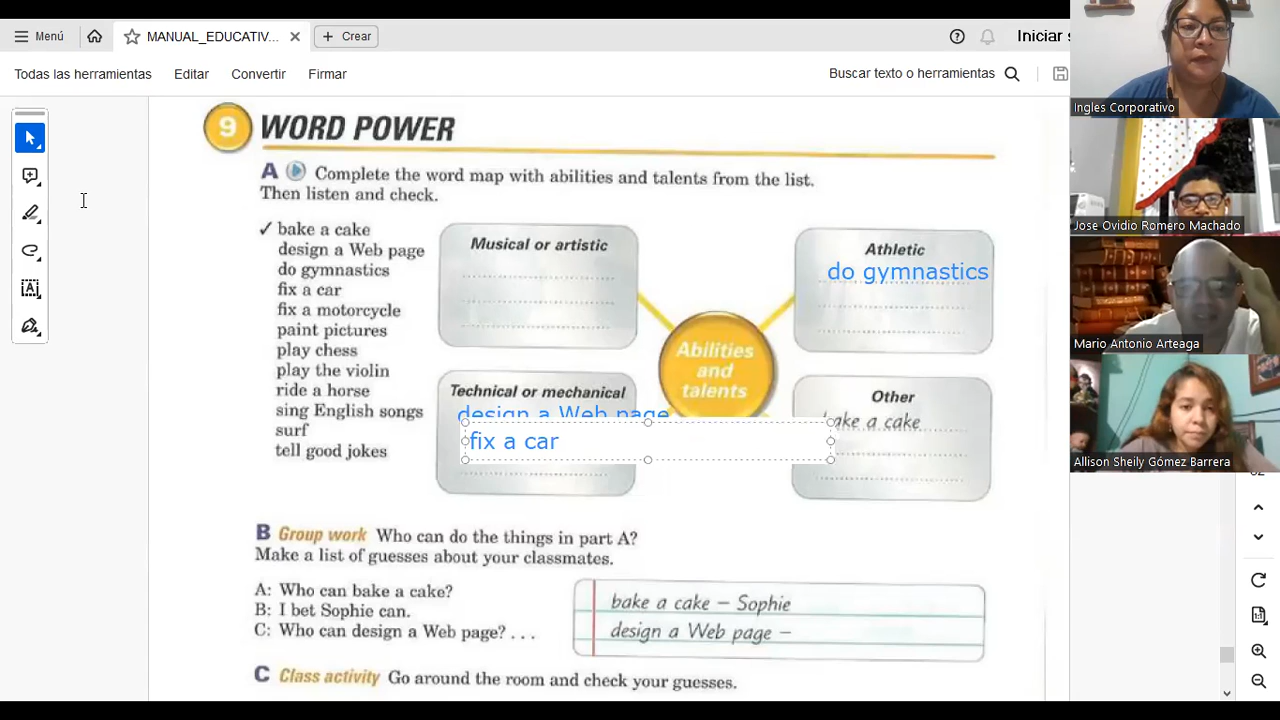 Menú
MANUAL_EDUCATIV...
Crear
Iniciar s
Todas las herramientas
Editar
Convertir
Firmar
Buscar texto o herramientas
9 WORD POWER
A Complete the word map with abilities and talents from the list.
Then listen and check.
✓ bake a cake
design a Web page
do gymnastics
fix a car
fix a motorcycle
paint pictures
play chess
play the violin
ride a horse
sing English songs
surf
tell good jokes
Musical or artistic
Athletic
do gymnastics
Abilities
and
talents
Technical or mechanical
design a Web page
fix a car
Other
bake a cake
B Group work Who can do the things in part A?
Make a list of guesses about your classmates.
A: Who can bake a cake?
B: I bet Sophie can.
C: Who can design a Web page? . . .
bake a cake – Sophie
design a Web page –
C Class activity Go around the room and check your guesses.
Ingles Corporativo
Jose Ovidio Romero Machado
Mario Antonio Arteaga
Allison Sheily Gómez Barrera